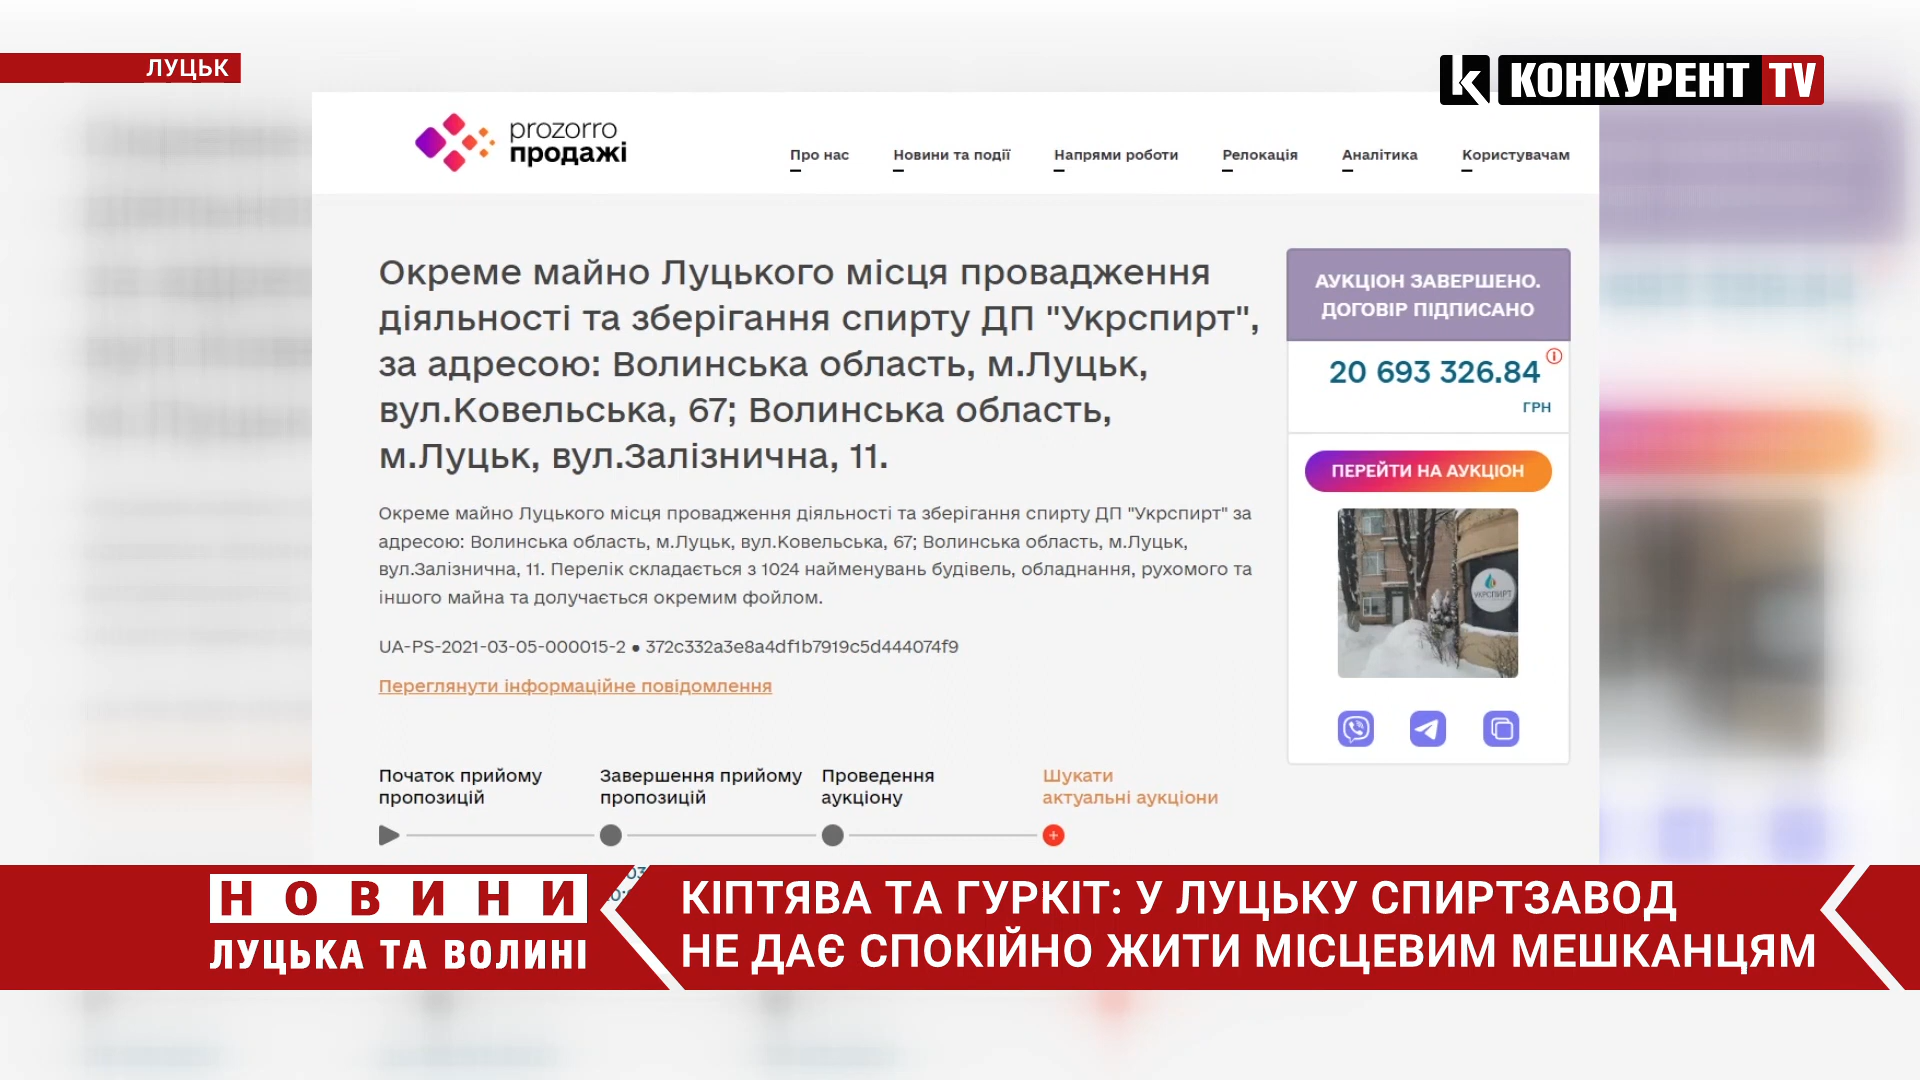 ЛУЦЬК
КОНКУРЕНТ TV
prozorro
продажі
Про нас
Новини та події
Напрями роботи
Релокація
Аналітика
Користувачам
Окреме майно Луцького місця провадження
діяльності та зберігання спирту ДП "Укрспирт",
за адресою: Волинська область, м.Луцьк,
вул.Ковельська, 67; Волинська область,
м.Луцьк, вул.Залізнична, 11.
Окреме майно Луцького місця провадження діяльності та зберігання спирту ДП "Укрспирт" за
адресою: Волинська область, м.Луцьк, вул.Ковельська, 67; Волинська область, м.Луцьк,
вул.Залізнична, 11. Перелік складається з 1024 найменувань будівель, обладнання, рухомого та
іншого майна та долучається окремим фойлом.
UA-PS-2021-03-05-000015-2 ● 372c332a3e8a4df1b7919c5d444074f9
Переглянути інформаційне повідомлення
АУКЦІОН ЗАВЕРШЕНО.
ДОГОВІР ПІДПИСАНО
20 693 326.84
ГРН
ПЕРЕЙТИ НА АУКЦІОН
УКРСПИРТ
Початок прийому
пропозицій
Завершення прийому
пропозицій
Проведення
аукціону
Шукати
актуальні аукціони
НОВИНИ
ЛУЦЬКА ТА ВОЛИНІ
КІПТЯВА ТА ГУРКІТ: У ЛУЦЬКУ СПИРТЗАВОД
НЕ ДАЄ СПОКІЙНО ЖИТИ МІСЦЕВИМ МЕШКАНЦЯМ